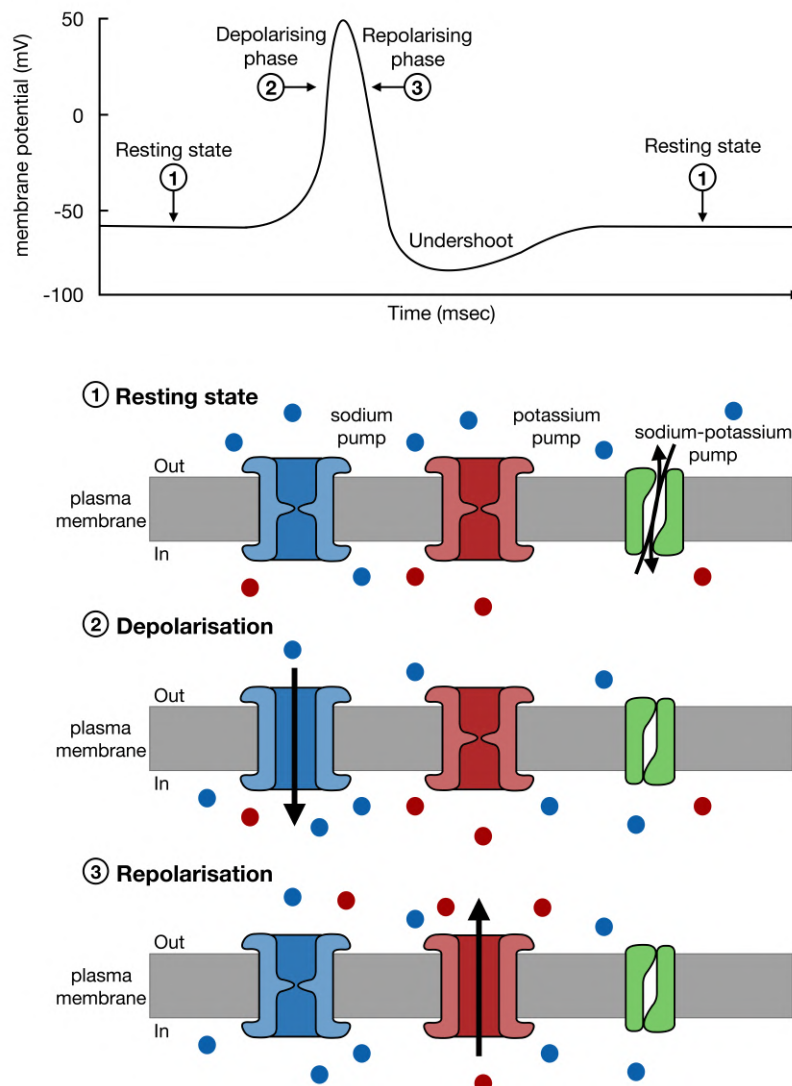 50
Depolarising
phase
②
Repolarising
phase
③
membrane potential (mV)
0
Resting state
①
Resting state
①
-50
Undershoot
-100
Time (msec)
① Resting state
sodium
pump
potassium
pump
sodium-potassium
pump
Out
plasma
membrane
In
② Depolarisation
Out
plasma
membrane
In
③ Repolarisation
Out
plasma
membrane
In